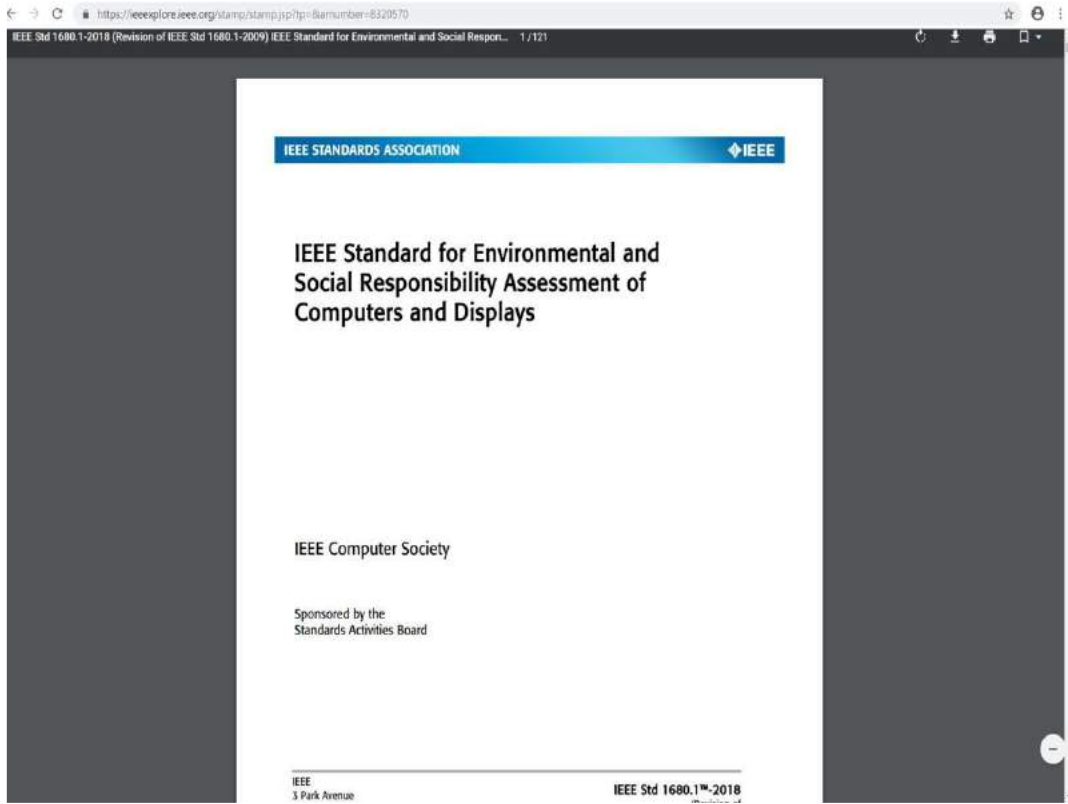 https://ieeexplore.ieee.org/stamp/stamp.jsp?tp=&arnumber=8320570
IEEE Std 1680.1-2018 (Revision of IEEE Std 1680.1-2009) IEEE Standard for Environmental and Social Respon... 1 / 121
IEEE STANDARDS ASSOCIATION IEEE
IEEE Standard for Environmental and
Social Responsibility Assessment of
Computers and Displays
IEEE Computer Society
Sponsored by the
Standards Activities Board
IEEE
3 Park Avenue
IEEE Std 1680.1™-2018
(Revision of